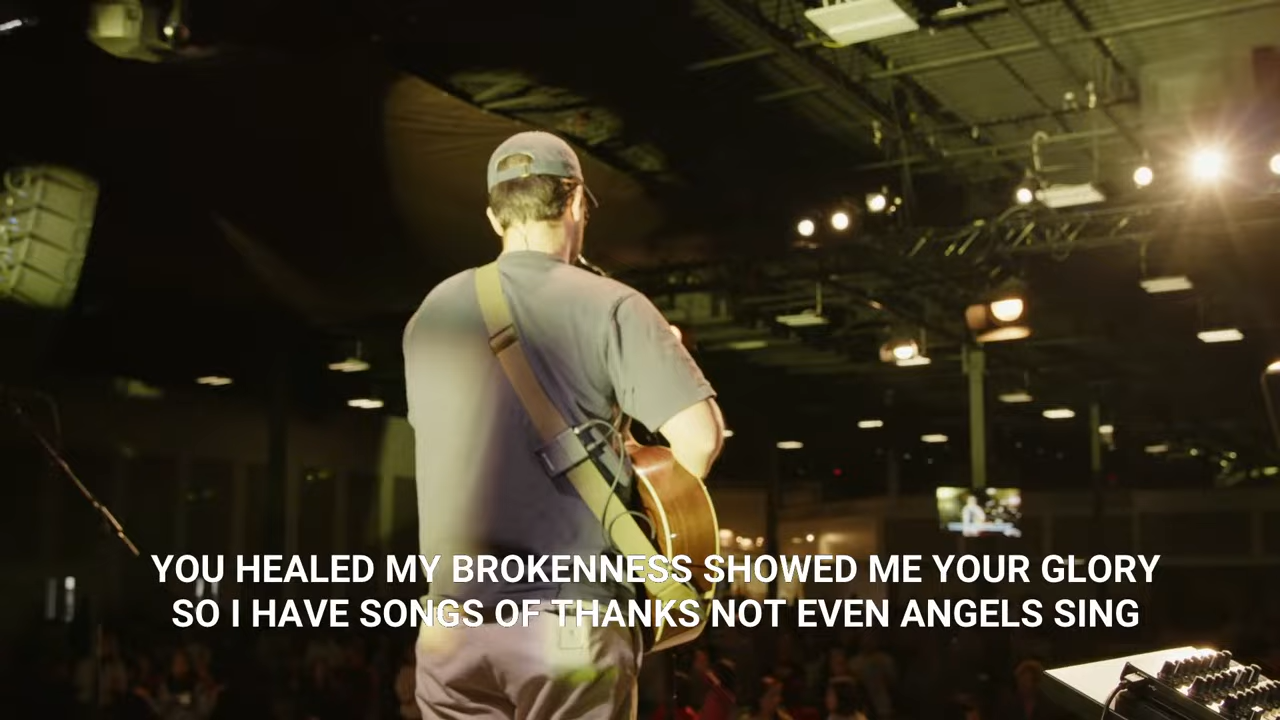 YOU HEALED MY BROKENNESS SHOWED ME YOUR GLORY
SO I HAVE SONGS OF THANKS NOT EVEN ANGELS SING